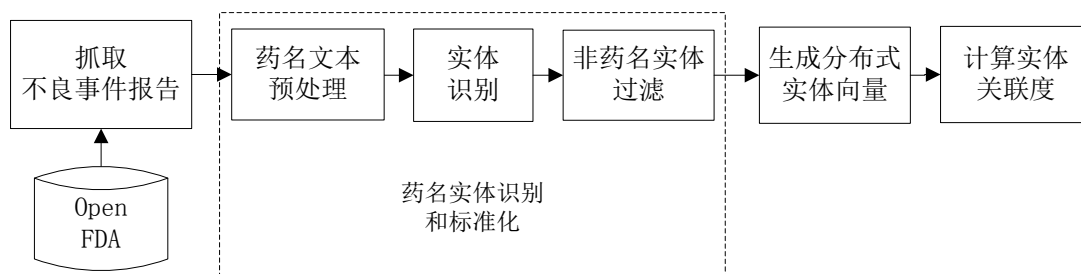 抓取
不良事件报告
药名文本
预处理
实体
识别
非药名实体
过滤
生成分布式
实体向量
计算实体
关联度
Open
FDA
药名实体识别
和标准化